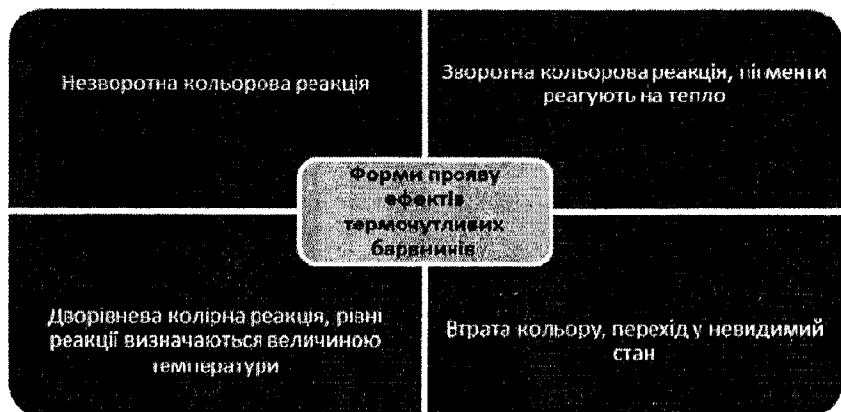 Незворотна кольорова реакція
Зворотна кольорова реакція, пігменти
реагують на тепло
Форми прояву
ефектів
термочутливих
барвників
Дворівнева колірна реакція, рівні
реакції визначаються величиною
температури
Втрата кольору, перехід у невидимий
стан